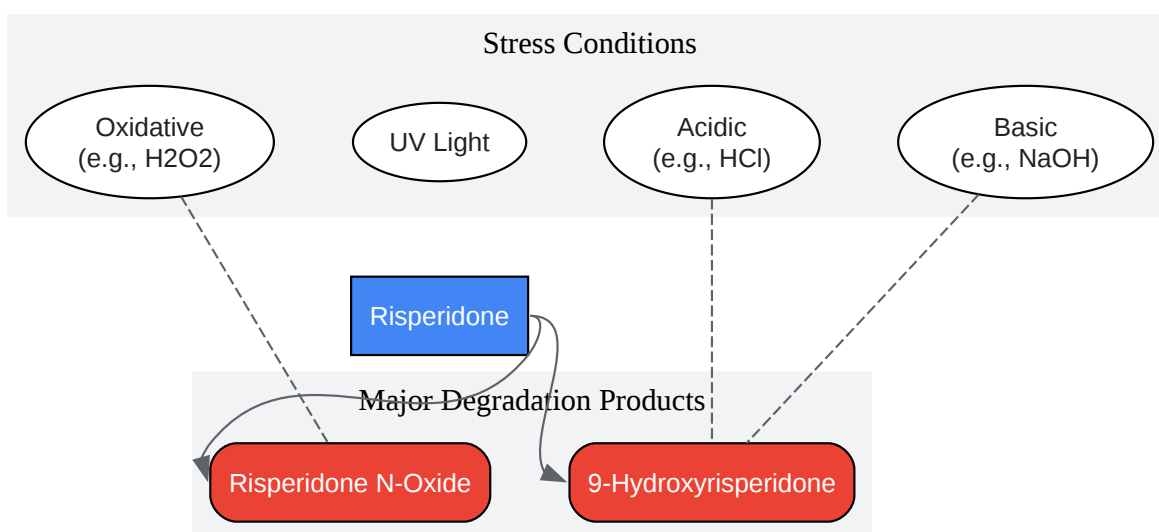 Stress Conditions
Oxidative
(e.g., H2O2)
UV Light
Acidic
(e.g., HCl)
Basic
(e.g., NaOH)
Risperidone
Major Degradation Products
Risperidone N-Oxide
9-Hydroxyrisperidone